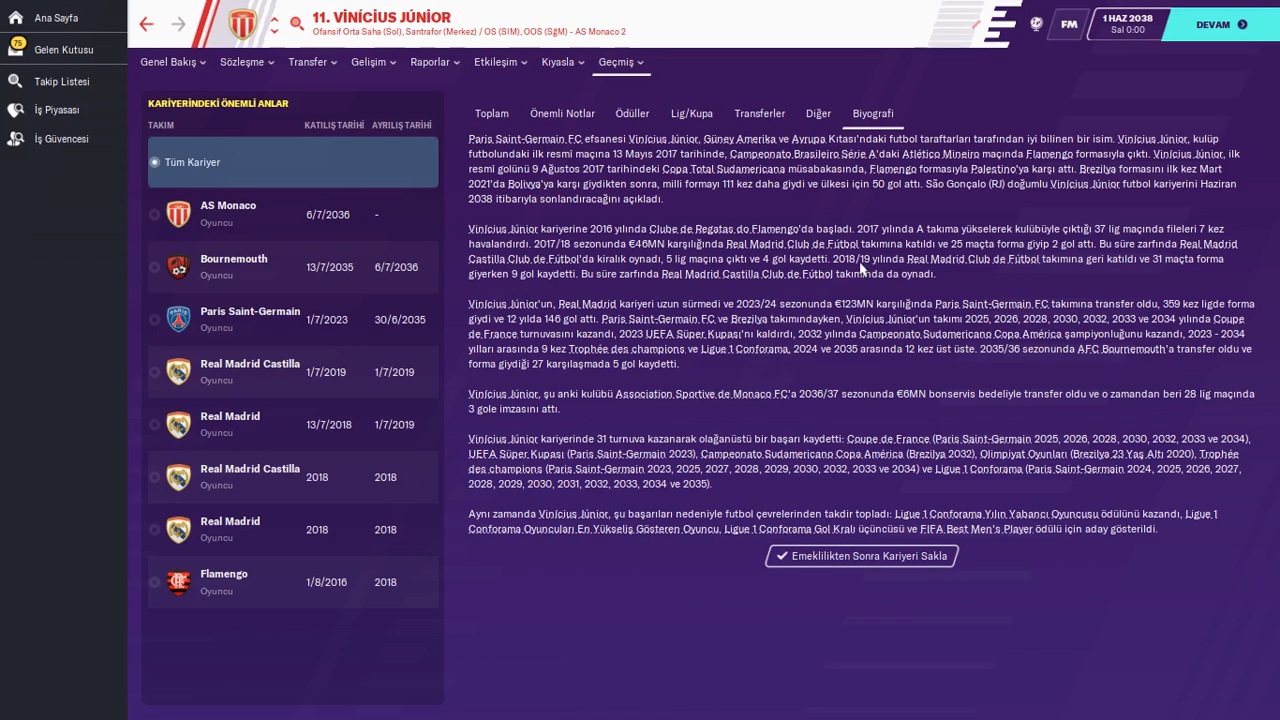 Ana Sayfa
75
Gelen Kutusu
Takip Listesi
İş Piyasası
İş Güvencesi
11. VINÍCIUS JÚNIOR
Ofansif Orta Saha (Sol), Santrafor (Merkez) / OS (SlM), OOS (SğM) - AS Monaco 2
FM
1 HAZ 2038
Sal 0:00
DEVAM
Genel Bakış
Sözleşme
Transfer
Gelişim
Raporlar
Etkileşim
Kıyasla
Geçmiş
KARİYERİNDEKİ ÖNEMLİ ANLAR
TAKIM KATILIŞ TARİHİ AYRILIŞ TARİHİ
Tüm Kariyer
AS Monaco
Oyuncu
6/7/2036 -
Bournemouth
Oyuncu
13/7/2035 6/7/2036
Paris Saint-Germain
Oyuncu
1/7/2023 30/6/2035
Real Madrid Castilla
Oyuncu
1/7/2019 1/7/2019
Real Madrid
Oyuncu
13/7/2018 1/7/2019
Real Madrid Castilla
Oyuncu
2018 2018
Real Madrid
Oyuncu
2018 2018
Flamengo
Oyuncu
1/8/2016 2018
Toplam Önemli Notlar Ödüller Lig/Kupa Transferler Diğer Biyografi
Paris Saint-Germain FC efsanesi Vinícius Júnior, Güney Amerika ve Avrupa Kıtası'ndaki futbol taraftarları tarafından iyi bilinen bir isim. Vinícius Júnior, kulüp
futbolundaki ilk resmî maçına 13 Mayıs 2017 tarihinde, Campeonato Brasileiro Série A'daki Atlético Mineiro maçında Flamengo formasıyla çıktı. Vinícius Júnior, ilk
resmî golünü 9 Ağustos 2017 tarihindeki Copa Total Sudamericana müsabakasında, Flamengo formasıyla Palestino'ya karşı attı. Brezilya formasını ilk kez Mart
2021'da Bolivya'ya karşı giydikten sonra, milli formayı 111 kez daha giydi ve ülkesi için 50 gol attı. São Gonçalo (RJ) doğumlu Vinícius Júnior futbol kariyerini Haziran
2038 itibarıyla sonlandıracağını açıkladı.
Vinícius Júnior kariyerine 2016 yılında Clube de Regatas do Flamengo'da başladı. 2017 yılında A takıma yükselerek kulübüyle çıktığı 37 lig maçında fileleri 7 kez
havalandırdı. 2017/18 sezonunda €46MN karşılığında Real Madrid Club de Fútbol takımına katıldı ve 25 maçta forma giyip 2 gol attı. Bu süre zarfında Real Madrid
Castilla Club de Fútbol'da kiralık oynadı, 5 lig maçına çıktı ve 4 gol kaydetti. 2018/19 yılında Real Madrid Club de Fútbol takımına geri katıldı ve 31 maçta forma
giyerken 9 gol kaydetti. Bu süre zarfında Real Madrid Castilla Club de Fútbol takımında da oynadı.
Vinícius Júnior'un, Real Madrid kariyeri uzun sürmedi ve 2023/24 sezonunda €123MN karşılığında Paris Saint-Germain FC takımına transfer oldu, 359 kez ligde forma
giydi ve 12 yılda 146 gol attı. Paris Saint-Germain FC ve Brezilya takımındayken, Vinícius Júnior'un takımı 2025, 2026, 2028, 2030, 2032, 2033 ve 2034 yılında Coupe
de France turnuvasını kazandı, 2023 UEFA Süper Kupası'nı kaldırdı, 2032 yılında Campeonato Sudamericano Copa América şampiyonluğunu kazandı, 2023 - 2034
yılları arasında 9 kez Trophée des champions ve Ligue 1 Conforama, 2024 ve 2035 arasında 12 kez üst üste. 2035/36 sezonunda AFC Bournemouth'a transfer oldu ve
forma giydiği 27 karşılaşmada 5 gol kaydetti.
Vinícius Júnior, şu anki kulübü Association Sportive de Monaco FC'a 2036/37 sezonunda €6MN bonservis bedeliyle transfer oldu ve o zamandan beri 28 lig maçında
3 gole imzasını attı.
Vinícius Júnior kariyerinde 31 turnuva kazanarak olağanüstü bir başarı kaydetti: Coupe de France (Paris Saint-Germain 2025, 2026, 2028, 2030, 2032, 2033 ve 2034),
UEFA Süper Kupası (Paris Saint-Germain 2023), Campeonato Sudamericano Copa América (Brezilya 2032), Olimpiyat Oyunları (Brezilya 23 Yaş Altı 2020), Trophée
des champions (Paris Saint-Germain 2023, 2025, 2027, 2028, 2029, 2030, 2032, 2033 ve 2034) ve Ligue 1 Conforama (Paris Saint-Germain 2024, 2025, 2026, 2027,
2028, 2029, 2030, 2031, 2032, 2033, 2034 ve 2035).
Aynı zamanda Vinícius Júnior, şu başarıları nedeniyle futbol çevrelerinden takdir topladı: Ligue 1 Conforama Yılın Yabancı Oyuncusu ödülünü kazandı, Ligue 1
Conforama Oyuncuları En Yükseliş Gösteren Oyuncu, Ligue 1 Conforama Gol Kralı üçüncüsü ve FIFA Best Men's Player ödülü için aday gösterildi.
Emeklilikten Sonra Kariyeri Sakla